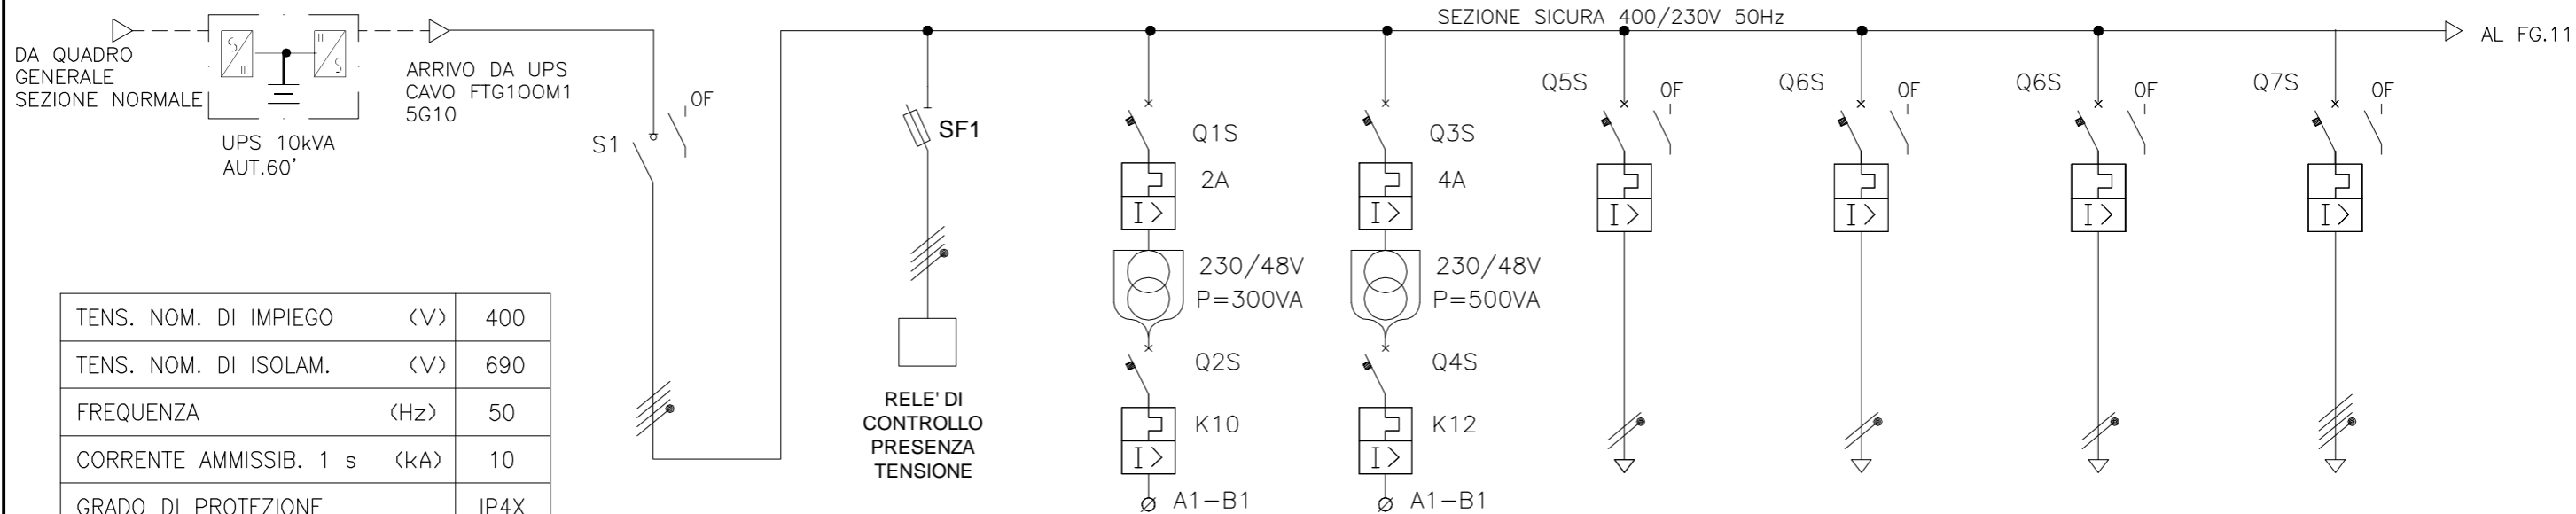 SEZIONE SICURA 400/230V 50Hz
AL FG.11
DA QUADRO
GENERALE
SEZIONE NORMALE
UPS 10kVA
AUT.60'
ARRIVO DA UPS
CAVO FTG10OM1
5G10
S1
OF
SF1
RELE' DI
CONTROLLO
PRESENZA
TENSIONE
Q1S
2A
I>
230/48V
P=300VA
Q2S
K10
I>
A1-B1
Q3S
4A
I>
230/48V
P=500VA
Q4S
K12
I>
A1-B1
Q5S
OF
I>
Q6S
OF
I>
Q6S
OF
I>
Q7S
OF
I>
TENS. NOM. DI IMPIEGO (V) 400
TENS. NOM. DI ISOLAM. (V) 690
FREQUENZA (Hz) 50
CORRENTE AMMISSIB. 1 s (kA) 10
GRADO DI PROTEZIONE IP4X